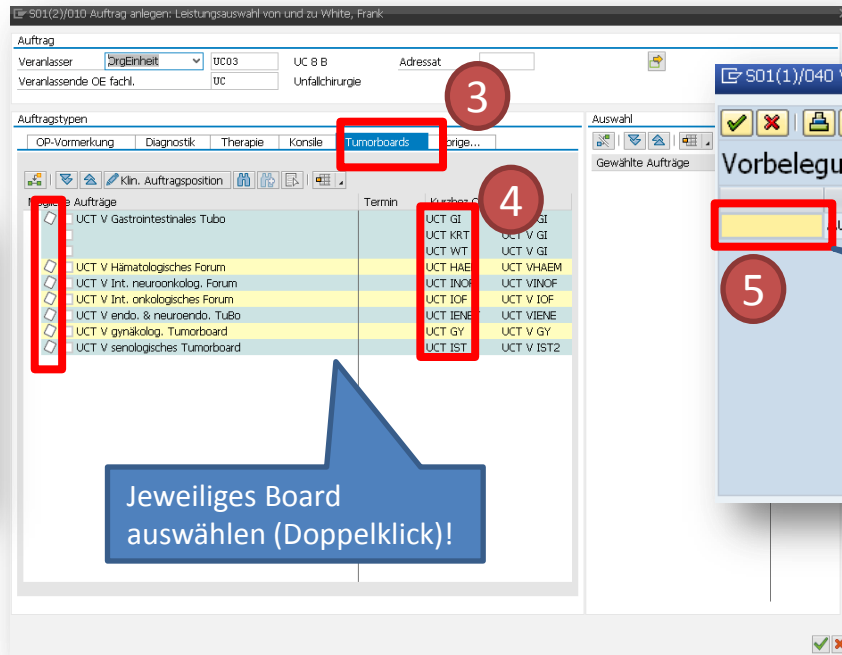 S01(2)/010 Auftrag anlegen: Leistungsauswahl von und zu White, Frank
Auftrag
Veranlasser OrgEinheit UC03 UC 8 B Adressat
Veranlassende OE fachl. UC Unfallchirurgie
S01(1)/040
3
Auftragstypen
Auswahl
OP-Vormerkung Diagnostik Therapie Konsile Tumorboards
Klin. Auftragsposition
Gewählte Aufträge
Vorbelegu
Aufträge Termin
4
UCT V Gastrointestinales Tubo UCT GI
UCT KRT UCT V GI
UCT WT UCT V GI
UCT V Hämatologisches Forum UCT HAE UCT VHAEM
UCT V Int. neuroonkolog. Forum UCT INOF UCT VINOF
UCT V Int. onkologisches Forum UCT IOF UCT V IOF
UCT V endo. & neuroendo. TuBo UCT IENE UCT VIENE
UCT V gynäkolog. Tumorboard UCT GY UCT V GY
UCT V senologisches Tumorboard UCT IST UCT V IST2
5
Jeweiliges Board
auswählen (Doppelklick)!